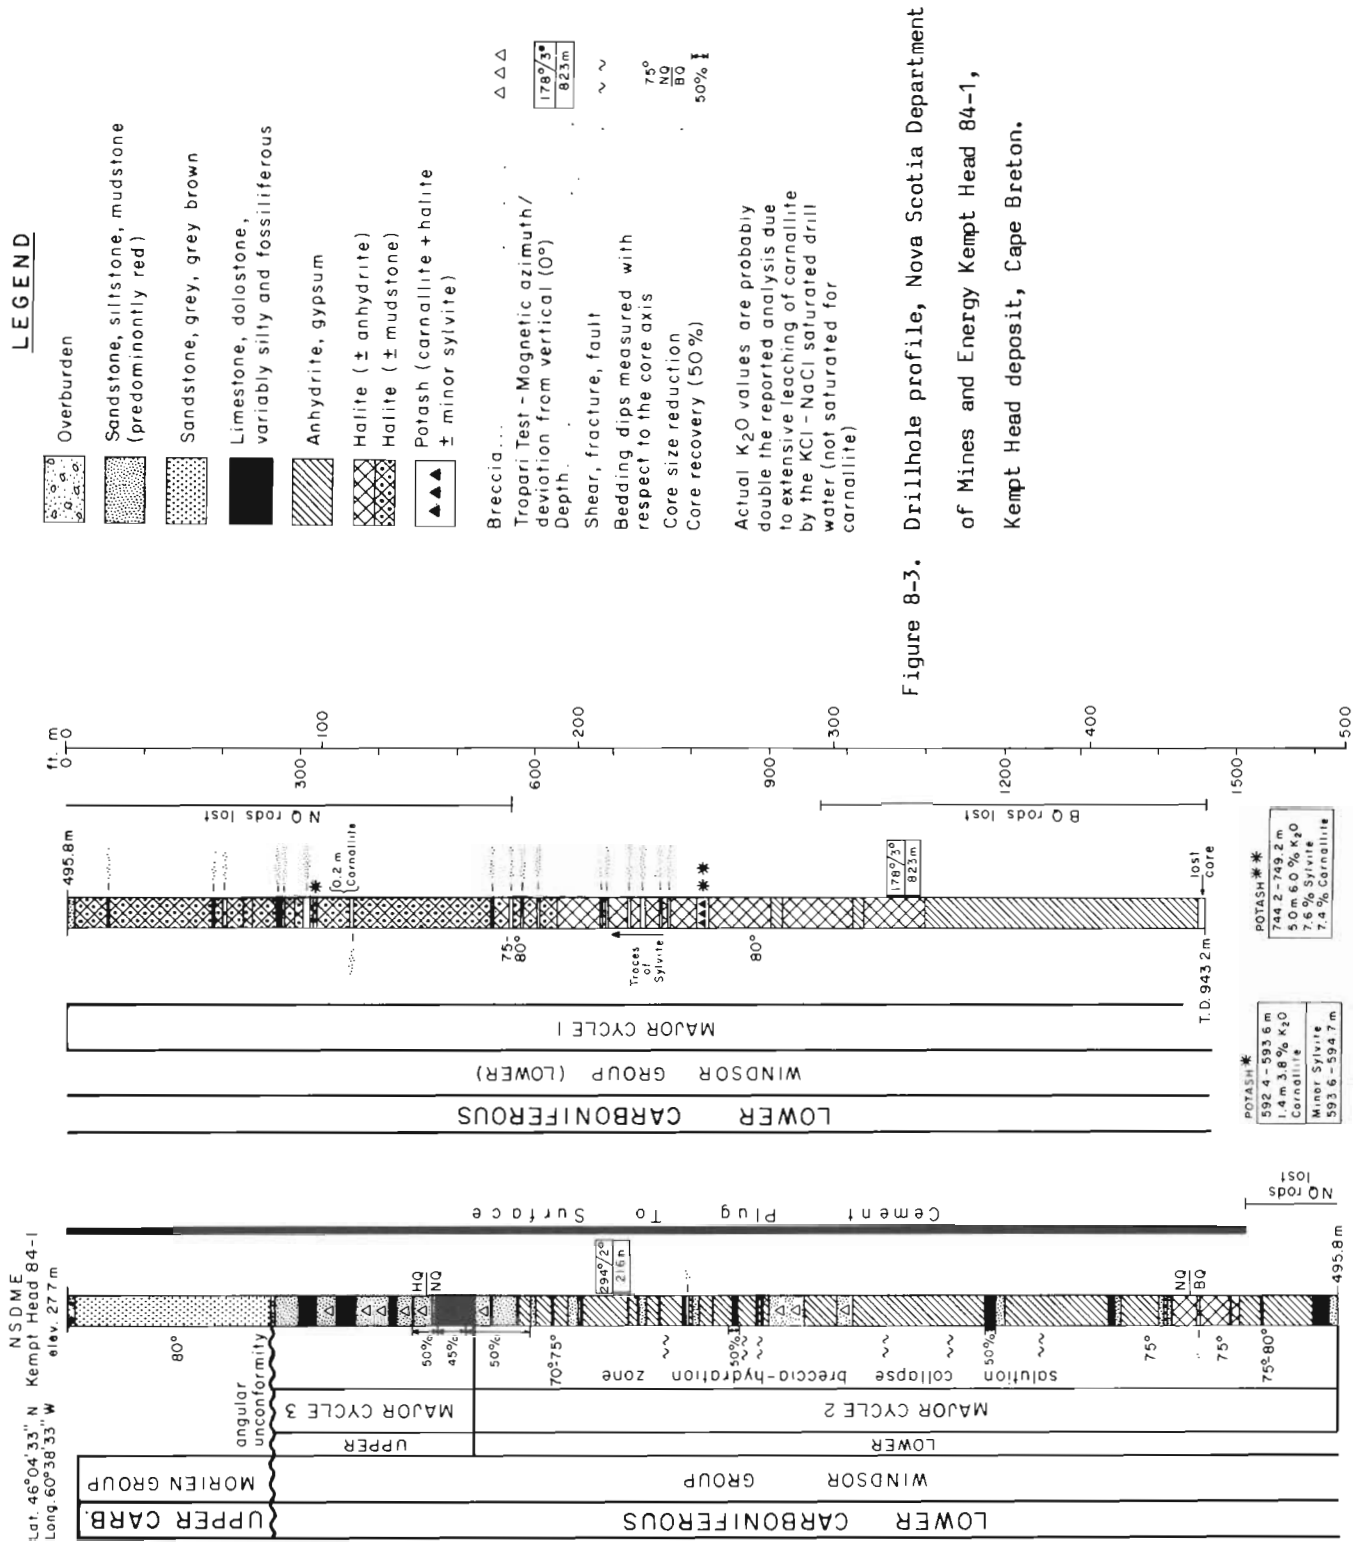 NSDME
Lat. 46°04'33" N Kempt Head 84-1
Long. 60°38'33" W elev. 27.7m
UPPER CARB.
LOWER CARBONIFEROUS
MORIEN GROUP
WINDSOR GROUP
UPPER
LOWER
MAJOR CYCLE 3
MAJOR CYCLE 2
angular
unconformity
solution collapse breccia-hydration zone
80°
50%
45%
50%
70°-75°
50%
50%
75°
75°
75°-80°
HQ
NQ
294°/2°
216m
NQ
BQ
Cement Plug To Surface
NQ rods
lost
495.8m
LOWER CARBONIFEROUS
WINDSOR GROUP (LOWER)
MAJOR CYCLE 1
495.8m
75-
80°
Traces
of
Sylvite
80°
T.D. 943.2m
*
0.2 m
Carnallite
**
178°/3°
823m
lost
core
NQ rods lost
BQ rods lost
POTASH *
592.4-593.6m
1.4m 3.8% K2O
Carnallite
Minor Sylvite
593.6-594.7m
POTASH **
744.2-749.2m
5.0m 6.0% K2O
7.6% Sylvite
7.4% Carnallite
ft. m
0 0
100
300
200
600
300
900
400
1200
500
1500
LEGEND
Overburden
Sandstone, siltstone, mudstone
(predominontly red)
Sandstone, grey, grey brown
Limestone, dolostone,
variably silty and fossiliferous
Anhydrite, gypsum
Halite (± anhydrite)
Halite (± mudstone)
Potash (carnallite + halite
± minor sylvite)
Breccia...
Tropari Test - Magnetic azimuth/
deviation from vertical (0°)
Depth.
178°/3°
823m
Shear, fracture, fault
Bedding dips measured with
respect to the core axis
75°
Core size reduction
NQ
BQ
Core recovery (50%)
50%
Actual K2O values are probably
double the reported analysis due
to extensive leaching of carnallite
by the KCl-NaCl saturated drill
water (not saturated for
carnallite)
Figure 8-3. Drillhole profile, Nova Scotia Department
of Mines and Energy Kempt Head 84-1,
Kempt Head deposit, Cape Breton.